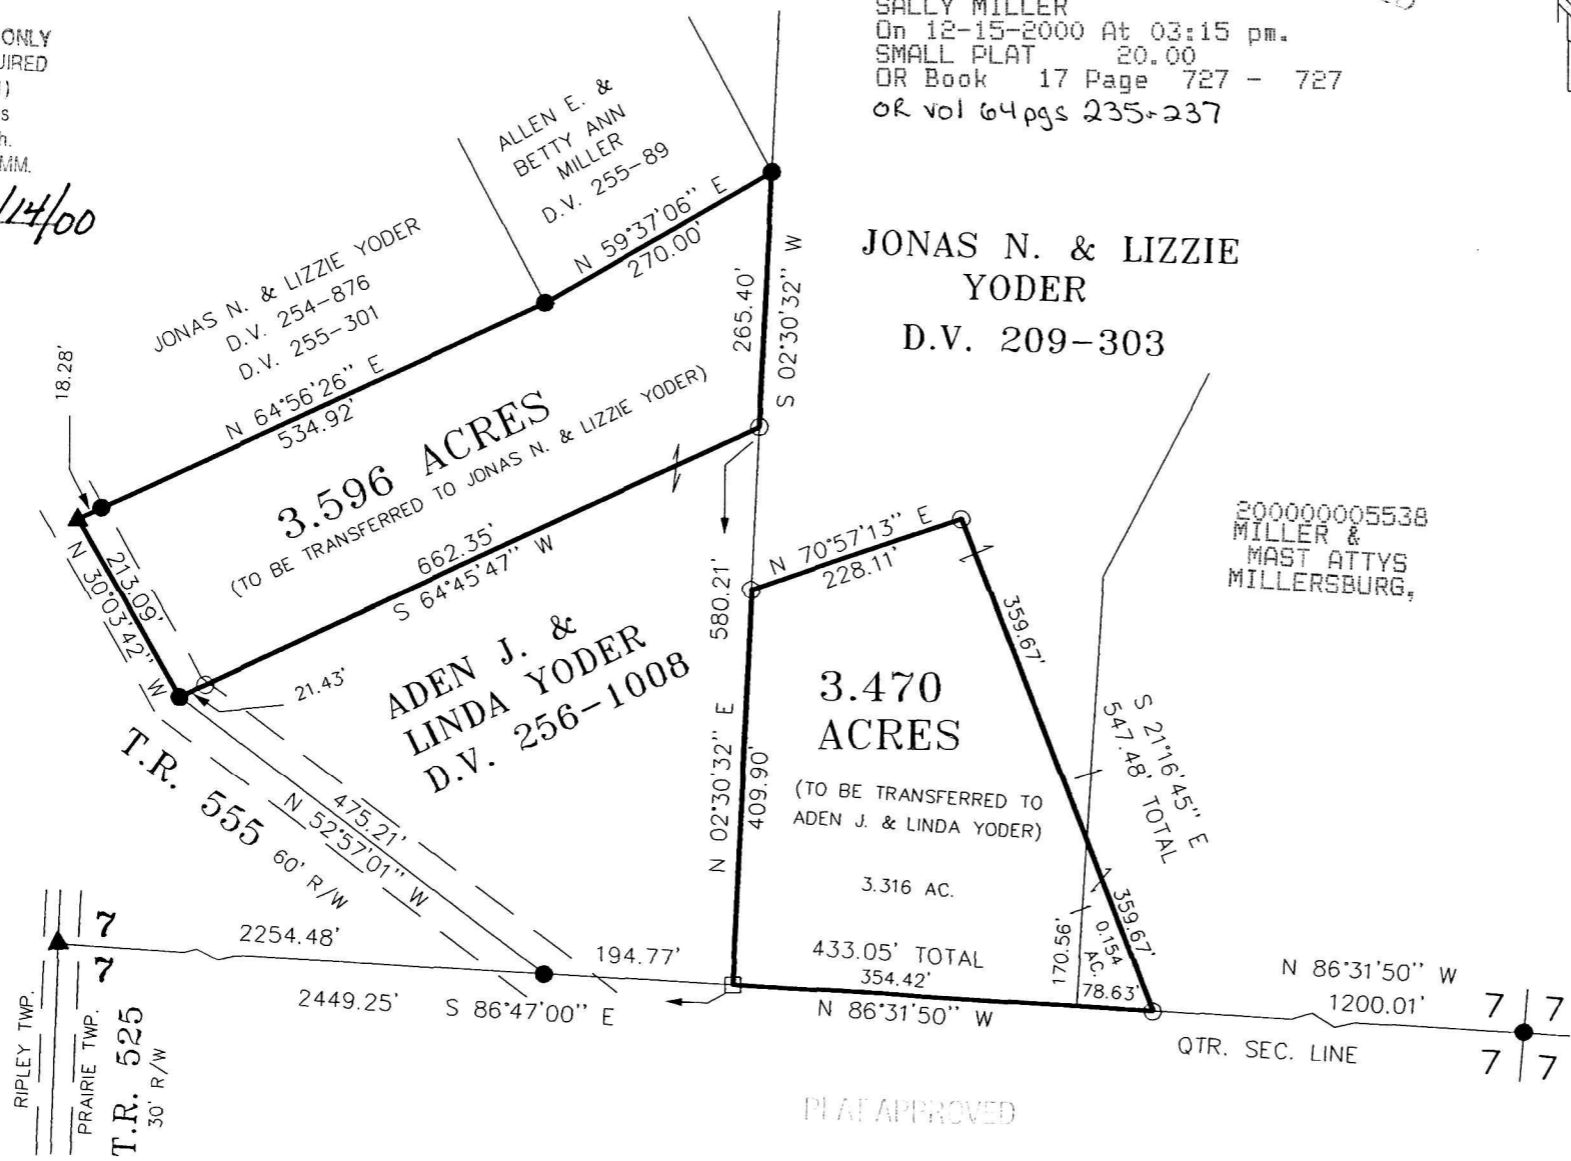 ONLY
SALLY MILLER
On 12-15-2000 At 03:15 pm.
SMALL PLAT 20.00
OR Book 17 Page 727 - 727
OR vol 64 pgs 235-237
/14/00
ALLEN E. &
BETTY ANN
MILLER
D.V. 255-89
N 59°37'06" E
270.00'
JONAS N. & LIZZIE YODER
D.V. 254-876
D.V. 255-301
N 64°56'26" E
534.92'
18.28'
265.40'
S 02°30'32" W
JONAS N. & LIZZIE
YODER
D.V. 209-303
3.596 ACRES
(TO BE TRANSFERRED TO JONAS N. & LIZZIE YODER)
662.35'
S 64°45'47" W
213.09'
N 30°03'42" W
21.43'
200000005538
MILLER &
MAST ATTYS
MILLERSBURG,
ADEN J. &
LINDA YODER
D.V. 256-1008
580.21'
N 70°57'13" E
228.11'
359.67'
N 02°30'32" E
409.90'
3.470
ACRES
(TO BE TRANSFERRED TO
ADEN J. & LINDA YODER)
3.316 AC.
S 21°16'45" E
547.48' TOTAL
359.67'
0.154
AC.
170.56'
78.63'
T.R. 555 60' R/W
475.21'
N 52°57'01" W
433.05' TOTAL
354.42'
N 86°31'50" W
2254.48'
194.77'
2449.25' S 86°47'00" E
7
7
RIPLEY TWP.
PRAIRIE TWP.
T.R. 525
30' R/W
N 86°31'50" W
1200.01'
QTR. SEC. LINE
7 7
7 7
PLAT APPROVED